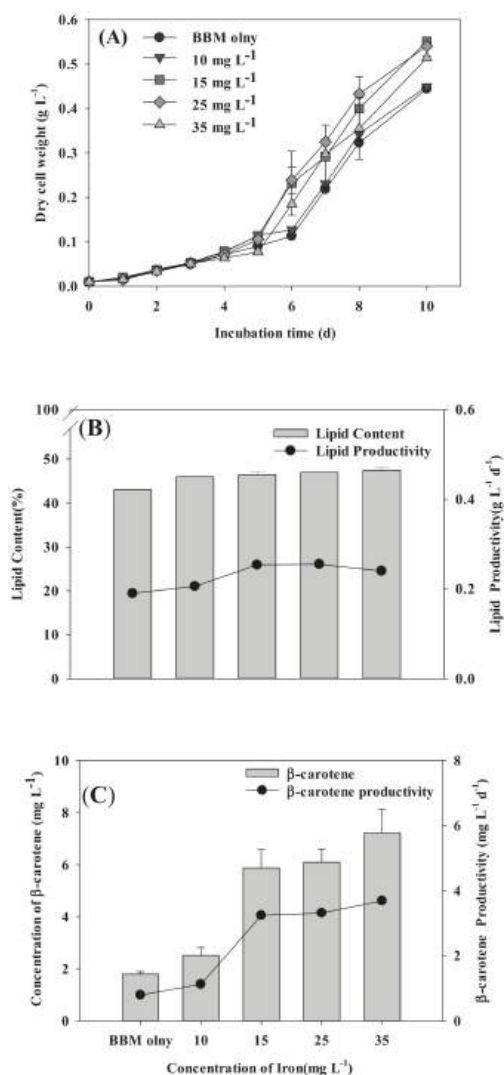 (A)
BBM olny
10 mg L-1
15 mg L-1
25 mg L-1
35 mg L-1
Dry cell weight (g L-1)
0.6
0.5
0.4
0.3
0.2
0.1
0.0
0 2 4 6 8 10
Incubation time (d)
(B)
Lipid Content
Lipid Productivity
Lipid Content(%)
100
50
40
30
20
10
0
Lipid Productivity(g L-1 d-1)
0.6
0.4
0.2
0.0
(C)
β-carotene
β-carotene productivity
Concentration of β-carotene (mg L-1)
10
8
6
4
2
0
β-carotene Productivity (mg L-1 d-1)
8
6
4
2
0
BBM olny 10 15 25 35
Concentration of Iron(mg L-1)